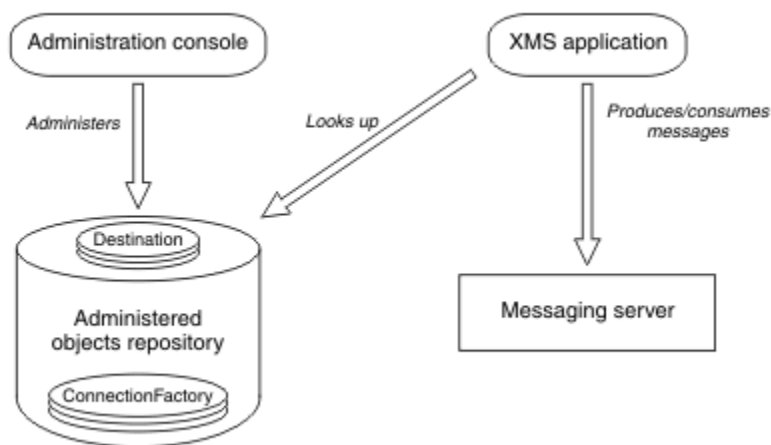 Administration console
XMS application
Administers
Looks up
Produces/consumes
messages
Destination
Administered
objects repository
ConnectionFactory
Messaging server